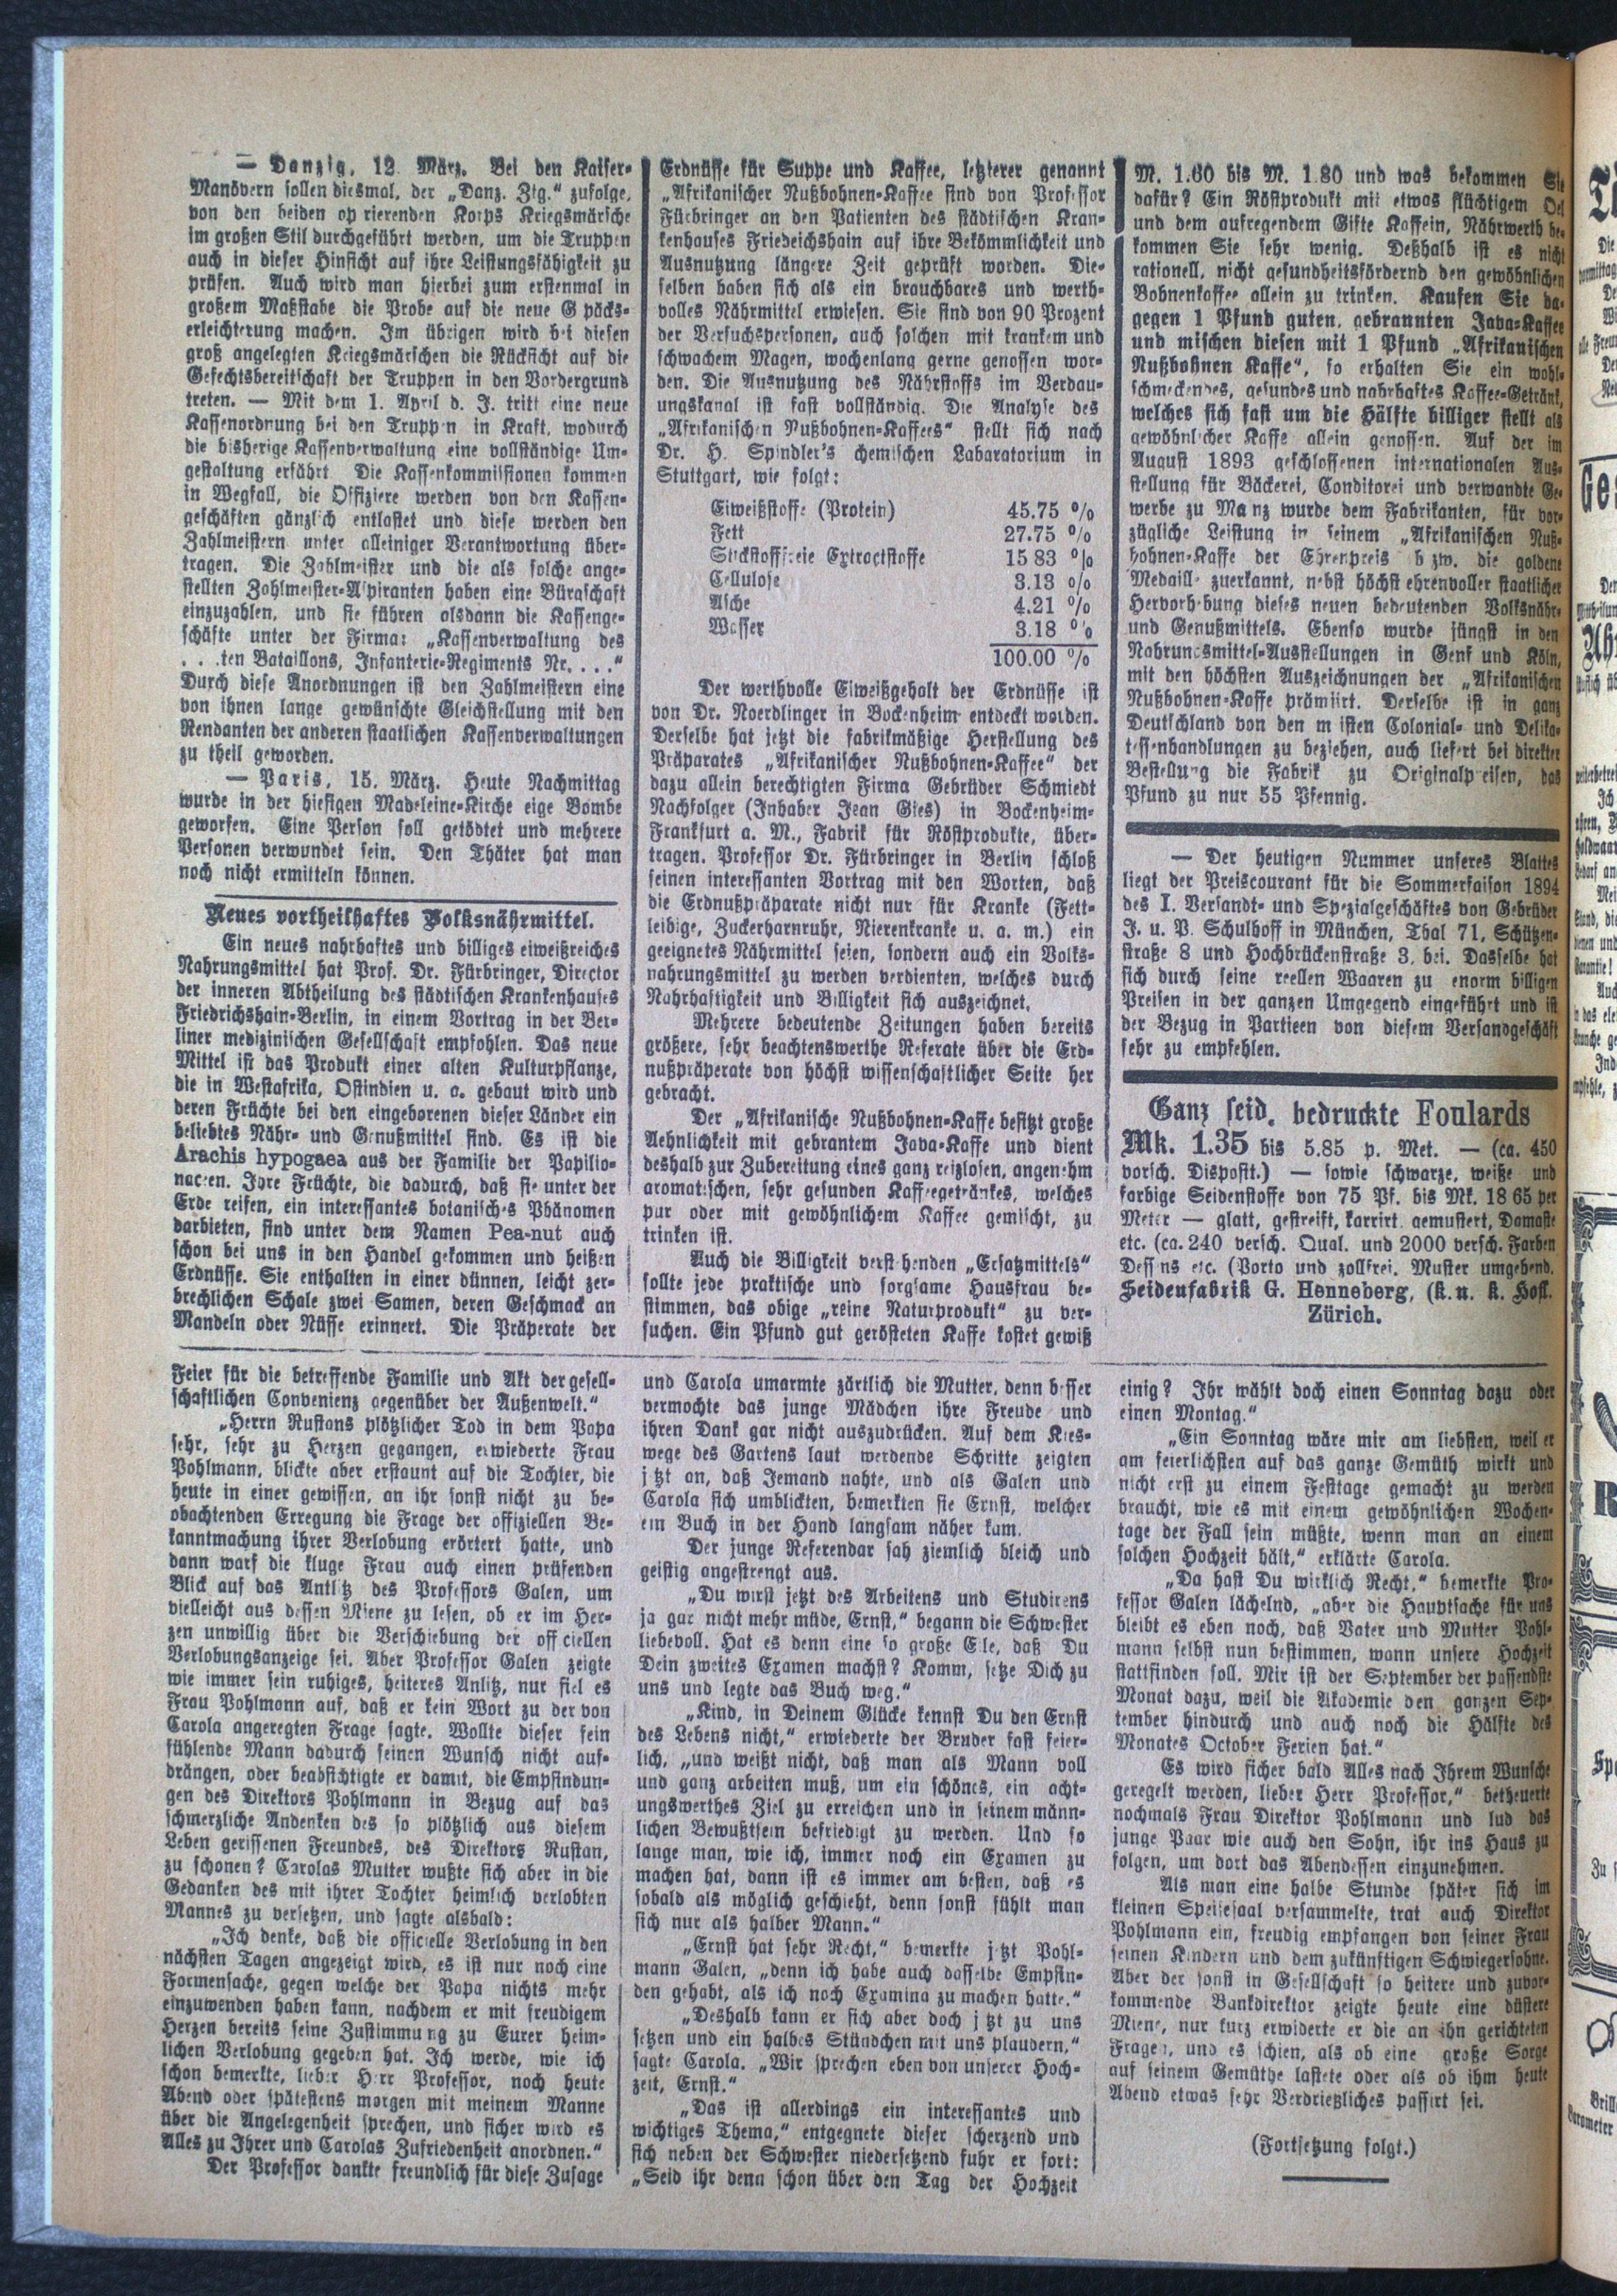 — Danzig, 12. März. Bei den Kaiser-
Manövern sollen diesmal, der „Danz. Ztg.“ zufolge,
von den beiden op rierenden Korps Kriegsmärsche
im großen Stil durchgeführt werden, um die Truppen
auch in dieser Hinsicht auf ihre Leistungsfähigkeit zu
prüfen. Auch wird man hierbei zum erstenmal in
großem Maßstabe die Probe auf die neue G päcks-
erleichterung machen. Im übrigen wird bei diesen
groß angelegten Kriegsmärschen die Rücksicht auf die
Gefechtsbereitschaft der Truppen in den Vordergrund
treten. — Mit dem 1. April d. J. tritt eine neue
Kassenordnung bei den Truppen in Kraft, wodurch
die bisherige Kassenverwaltung eine vollständige Um-
gestaltung erfährt Die Kassenkommissionen kommen
in Wegfall, die Offiziere werden von den Kassen-
geschäften gänzlich entlastet und diese werden den
Zahlmeistern unter alleiniger Verantwortung über-
tragen. Die Zahlmeister und die als solche ange-
stellten Zahlmeister-Aspiranten haben eine Bürgschaft
einzuzahlen, und sie führen alsdann die Kassenge-
schäfte unter der Firma: „Kassenverwaltung des
. . .ten Bataillons, Infanterie-Regiments Nr. . . .“
Durch diese Anordnungen ist den Zahlmeistern eine
von ihnen lange gewünschte Gleichstellung mit den
Rendanten der anderen staatlichen Kassenverwaltungen
zu theil geworden.
— Paris, 15. März. Heute Nachmittag
wurde in der hiesigen Madeleine-Kirche eige Bombe
geworfen. Eine Person soll getödtet und mehrere
Personen verwundet sein. Den Thäter hat man
noch nicht ermitteln können.
Neues vortheilhaftes Volksnährmittel.
Ein neues nahrhaftes und billiges eiweißreiches
Nahrungsmittel hat Prof. Dr. Fürbringer, Director
der inneren Abtheilung des städtischen Krankenhauses
Friedrichshain-Berlin, in einem Vortrag in der Ber-
liner medizinischen Gesellschaft empfohlen. Das neue
Mittel ist das Produkt einer alten Kulturpflanze,
die in Westafrika, Ostindien u. a. gebaut wird und
deren Früchte bei den eingeborenen dieser Länder ein
beliebtes Nähr- und Genußmittel sind. Es ist die
Arachis hypogaea aus der Familie der Papilio-
naceen. Ihre Früchte, die dadurch, daß sie unter der
Erde reifen, ein interessantes botanisches Phänomen
darbieten, sind unter dem Namen Pea-nut auch
schon bei uns in den Handel gekommen und heißen
Erdnüsse. Sie enthalten in einer dünnen, leicht zer-
brechlichen Schale zwei Samen, deren Geschmack an
Mandeln oder Nüsse erinnert. Die Präperate der
Erdnüsse für Suppe und Kaffee, letzterer genannt
„Afrikanischer Nußbohnen-Kaffee sind von Professor
Fürbringer an den Patienten des städtischen Kran-
kenhauses Friedeichshain auf ihre Bekömmlichkeit und
Ausnutzung längere Zeit geprüft worden. Die-
selben haben sich als ein brauchbares und werth-
volles Nährmittel erwiesen. Sie sind von 90 Prozent
der Versuchspersonen, auch solchen mit krankem und
schwachem Magen, wochenlang gerne genossen wor-
den. Die Ausnutzung des Nährstoffs im Verdau-
ungskanal ist fast vollständig. Die Analyse des
„Afrikanischen Nußbohnen-Kaffees“ stellt sich nach
Dr. H. Spindler's chemischen Labaratorium in
Stuttgart, wie folgt:
Eiweißstoffe (Protein) 45.75 %
Fett 27.75 %
Stickstofffreie Extractstoffe 15 83 %
Cellulose 3.13 %
Asche 4.21 %
Wasser 3.18 %
100.00 %
Der werthvolle Eiweißgehalt der Erdnüsse ist
von Dr. Noerdlinger in Bockenheim entdeckt worden.
Derselbe hat jetzt die fabrikmäßige Herstellung des
Präparates „Afrikanischer Nußbohnen-Kaffee“ der
dazu allein berechtigten Firma Gebrüder Schmiedt
Nachfolger (Inhaber Jean Gies) in Bockenheim-
Frankfurt a. M., Fabrik für Röstprodukte, über-
tragen. Professor Dr. Fürbringer in Berlin schloß
seinen interessanten Vortrag mit den Worten, daß
die Erdnußpräparate nicht nur für Kranke (Fett-
leibige, Zuckerharnruhr, Nierenkranke u. a. m.) ein
geeignetes Nährmittel seien, sondern auch ein Volks-
nahrungsmittel zu werden verdienten, welches durch
Nahrhaftigkeit und Billigkeit sich auszeichnet.
Mehrere bedeutende Zeitungen haben bereits
größere, sehr beachtenswerthe Referate über die Erd-
nußpräperate von höchst wissenschaftlicher Seite her
gebracht.
Der „Afrikanische Nußbohnen-Kaffe besitzt große
Aehnlichkeit mit gebrantem Java-Kaffe und dient
deshalb zur Zubereitung eines ganz reizlosen, angenehm
aromatischen, sehr gesunden Kaffeegetränkes, welches
pur oder mit gewöhnlichem Kaffee gemischt, zu
trinken ist.
Auch die Billigkeit verstehenden „Ersatzmittels“
sollte jede praktische und sorgsame Hausfrau be-
stimmen, das obige „reine Naturprodukt“ zu ver-
suchen. Ein Pfund gut gerösteten Kaffe kostet gewiß
M. 1.60 bis M. 1.80 und was bekommen Sie
dafür? Ein Röstprodukt mit etwas flüchtigem Oel
und dem aufregendem Gifte Kaffein, Nährwerth be-
kommen Sie sehr wenig. Deßhalb ist es nicht
rationell, nicht gesundheitsfördernd den gewöhnlichen
Bohnenkaffee allein zu trinken. Kaufen Sie da-
gegen 1 Pfund guten, gebrannten Java-Kaffee
und mischen diesen mit 1 Pfund „Afrikanischen
Nußbohnen Kaffe“, so erhalten Sie ein wohl-
schmeckendes, gesundes und nahrhaftes Kaffee-Getränk,
welches sich fast um die Hälfte billiger stellt als
gewöhnlicher Kaffe allein genossen. Auf der im
August 1893 geschlossenen internationalen Aus-
stellung für Bäckerei, Conditorei und verwandte Ge-
werbe zu Ma nz wurde dem Fabrikanten, für vor-
zügliche Leistung in seinem „Afrikanischen Nuß-
bohnen-Kaffe der Ehrenpreis b zw. die goldene
Medaille zuerkannt, nebst höchst ehrenvoller staatlicher
Hervorhebung dieses neuen bedeutenden Volksnähr-
und Genußmittels. Ebenso wurde jüngst in den
Nahrungsmittel-Ausstellungen in Genf und Köln,
mit den höchsten Auszeichnungen der „Afrikanischen
Nußbohnen-Kaffe prämiirt. Derselbe ist in ganz
Deutschland von den m isten Colonial- und Delika-
tessenhandlungen zu beziehen, auch liefert bei direkter
Bestellung die Fabrik zu Originalpreisen, das
Pfund zu nur 55 Pfennig.
— Der heutigen Nummer unseres Blattes
liegt der Preiscourant für die Sommersaison 1894
des I. Versandt- und Spezialgeschäftes von Gebrüder
J. u. P. Schulhoff in München, Thal 71, Schützen-
straße 8 und Hochbrückenstraße 3, bei. Dasselbe hat
sich durch seine reellen Waaren zu enorm billigen
Preisen in der ganzen Umgegend eingeführt und ist
der Bezug in Partieen von diesem Versandgeschäft
sehr zu empfehlen.
Ganz seid. bedruckte Foulards
Mk. 1.35 bis 5.85 p. Met. — (ca. 450
vorsch. Disposit.) — sowie schwarze, weiße und
farbige Seidenstoffe von 75 Pf. bis Mk. 18 65 per
Meter — glatt, gestreift, karrirt, gemustert, Damaste
etc. (ca. 240 versch. Qual. und 2000 versch. Farben
Dessins etc. (Porto und zollfrei. Muster umgebend.
Seidenfabrik G. Henneberg, (k. u. k. Hofl.
Zürich.
Feier für die betreffende Familie und Akt der gesell-
schaftlichen Convenienz gegenüber der Außenwelt.“
„Herrn Rustans plötzlicher Tod in dem Papa
sehr, sehr zu Herzen gegangen, erwiederte Frau
Pohlmann, blickte aber erstaunt auf die Tochter, die
heute in einer gewissen, an ihr sonst nicht zu be-
obachtenden Erregung die Frage der offiziellen Be-
kanntmachung ihrer Verlobung erörtert hatte, und
dann warf die kluge Frau auch einen prüfenden
Blick auf das Antlitz des Professors Galen, um
vielleicht aus dessen Miene zu lesen, ob er im Her-
zen unwillig über die Verschiebung der off ciellen
Verlobungsanzeige sei. Aber Professor Galen zeigte
wie immer sein ruhiges, heiteres Anlitz, nur fiel es
Frau Pohlmann auf, daß er kein Wort zu der von
Carola angeregten Frage sagte. Wollte dieser fein
fühlende Mann dadurch seinen Wunsch nicht auf-
drängen, oder beabsichtigte er damit, die Empfindun-
gen des Direktors Pohlmann in Bezug auf das
schmerzliche Andenken des so plötzlich aus diesem
Leben gerissenen Freundes, des Direktors Rustan,
zu schonen? Carolas Mutter wußte sich aber in die
Gedanken des mit ihrer Tochter heimlich verlobten
Mannes zu versetzen, und sagte alsbald:
„Ich denke, daß die officielle Verlobung in den
nächsten Tagen angezeigt wird, es ist nur noch eine
Formensache, gegen welche der Papa nichts mehr
einzuwenden haben kann, nachdem er mit freudigem
Herzen bereits seine Zustimmung zu Eurer heim-
lichen Verlobung gegeben hat. Ich werde, wie ich
schon bemerkte, lieber Herr Professor, noch heute
Abend oder spätestens morgen mit meinem Manne
über die Angelegenheit sprechen, und sicher wird es
Alles zu Ihrer und Carolas Zufriedenheit anordnen.“
Der Professor dankte freundlich für diese Zusage
und Carola umarmte zärtlich die Mutter, denn besser
vermochte das junge Mädchen ihre Freude und
ihren Dank gar nicht auszudrücken. Auf dem Kies-
wege des Gartens laut werdende Schritte zeigten
j tzt an, daß Jemand nahte, und als Galen und
Carola sich umblickten, bemerkten sie Ernst, welcher
ein Buch in der Hand langsam näher kam.
Der junge Referendar sah ziemlich bleich und
geistig angestrengt aus.
„Du wirst jetzt des Arbeitens und Studirens
ja gar nicht mehr müde, Ernst,“ begann die Schwester
liebevoll. Hat es denn eine so große Eile, daß Du
Dein zweites Examen machst? Komm, setze Dich zu
uns und legte das Buch weg.“
„Kind, in Deinem Glücke kennst Du den Ernst
des Lebens nicht,“ erwiederte der Bruder fast feier-
lich, „und weißt nicht, daß man als Mann voll
und ganz arbeiten muß, um ein schönes, ein acht-
ungswerthes Ziel zu erreichen und in seinem männ-
lichen Bewußtsein befriedigt zu werden. Und so
lange man, wie ich, immer noch ein Examen zu
machen hat, dann ist es immer am besten, daß es
sobald als möglich geschieht, denn sonst fühlt man
sich nur als halber Mann.“
„Ernst hat sehr Recht,“ bemerkte j tzt Pohl-
mann Galen, „denn ich habe auch dasselbe Empfin-
den gehabt, als ich noch Examina zu machen hatte.“
„Deshalb kann er sich aber doch j tzt zu uns
setzen und ein halbes Stündchen mit uns plaudern,“
sagte Carola. „Wir sprechen eben von unserer Hoch-
zeit, Ernst.“
„Das ist allerdings ein interessantes und
wichtiges Thema,“ entgegnete dieser scherzend und
sich neben der Schwester niedersetzend fuhr er fort:
„Seid ihr denn schon über den Tag der Hochzeit
einig? Ihr wählt doch einen Sonntag dazu oder
einen Montag.“
„Ein Sonntag wäre mir am liebsten, weil er
am feierlichsten auf das ganze Gemüth wirkt und
nicht erst zu einem Festtage gemacht zu werden
braucht, wie es mit einem gewöhnlichen Wochen-
tage der Fall sein müßte, wenn man an einem
solchen Hochzeit hält,“ erklärte Carola.
„Da hast Du wirklich Recht,“ bemerkte Pro-
fessor Galen lächelnd, „aber die Hauptsache für uns
bleibt es eben noch, daß Vater und Mutter Pohl-
mann selbst nun bestimmen, wann unsere Hochzeit
stattfinden soll. Mir ist der September der passendste
Monat dazu, weil die Akademie den ganzen Sep-
tember hindurch und auch noch die Hälfte des
Monates October Ferien hat.“
Es wird sicher bald Alles nach Ihrem Wunsche
geregelt werden, lieber Herr Professor,“ betheuerte
nochmals Frau Direktor Pohlmann und lud das
junge Paar wie auch den Sohn, ihr ins Haus zu
folgen, um dort das Abendessen einzunehmen.
Als man eine halbe Stunde später sich im
kleinen Speisesaal versammelte, trat auch Direktor
Pohlmann ein, freudig empfangen von seiner Frau
seinen Kindern und dem zukünftigen Schwiegersohne.
Aber der sonst in Gesellschaft so heitere und zuvor-
kommende Bankdirektor zeigte heute eine düstere
Miene, nur kurz erwiderte er die an ihn gerichteten
Fragen, und es schien, als ob eine große Sorge
auf seinem Gemüthe lastete oder als ob ihm heute
Abend etwas sehr Verdrießliches passirt sei.
(Fortsetzung folgt.)